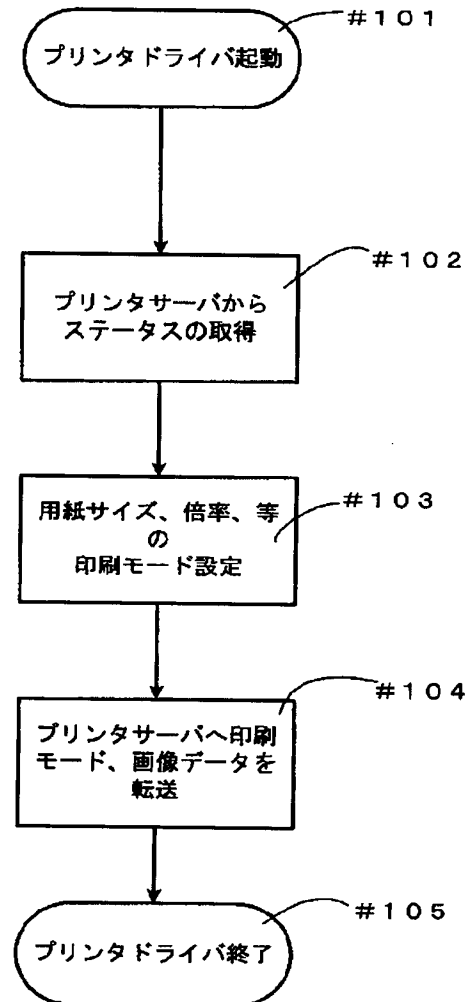 #101
プリンタドライバ起動
#102
プリンタサーバから
ステータスの取得
#103
用紙サイズ、倍率、等
の
印刷モード設定
#104
プリンタサーバへ印刷
モード、画像データを
転送
#105
プリンタドライバ終了